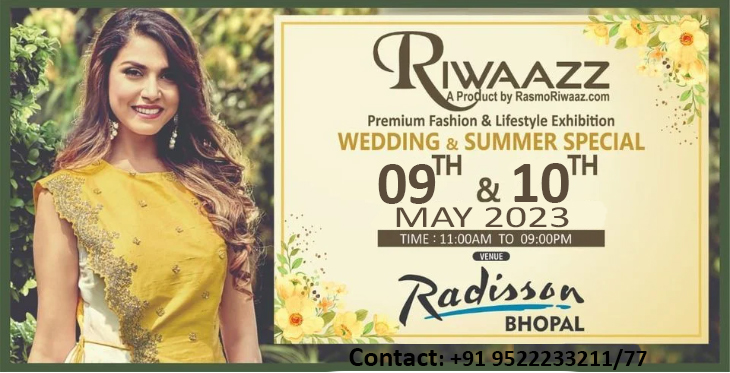 RIWAAZZ
A Product by RasmoRiwaaz.com
Premium Fashion & Lifestyle Exhibition
WEDDING & SUMMER SPECIAL
09TH & 10TH
MAY 2023
TIME : 11:00AM TO 09:00PM
VENUE
Radisson
BHOPAL
Contact: +91 9522233211/77